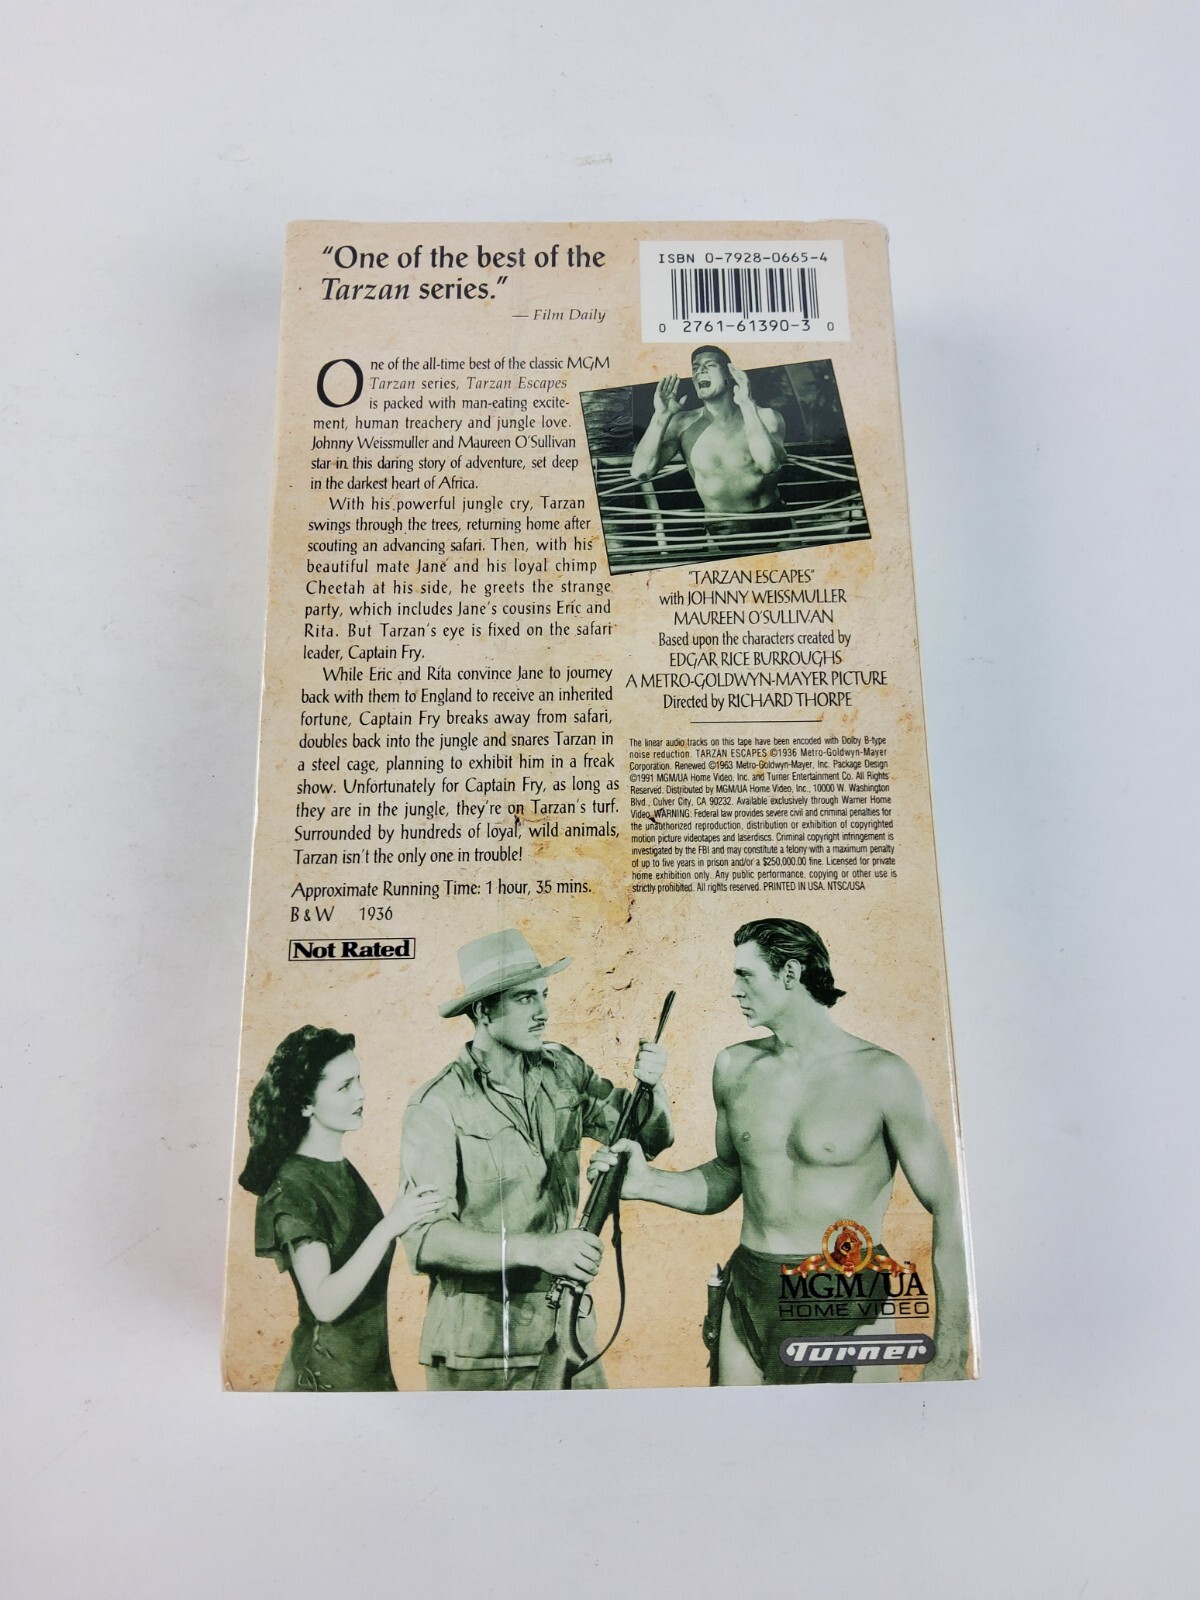 "One of the best of the
Tarzan series."
— Film Daily
ISBN 0-7928-0665-4
0 2761-61390-3 0
One of the all-time best of the classic MGM
Tarzan series, Tarzan Escapes
is packed with man-eating excite-
ment, human treachery and jungle love.
Johnny Weissmuller and Maureen O'Sullivan
star in this daring story of adventure, set deep
in the darkest heart of Africa.
With his powerful jungle cry, Tarzan
swings through the trees, returning home after
scouting an advancing safari. Then, with his
beautiful mate Jane and his loyal chimp
Cheetah at his side, he greets the strange
party, which includes Jane's cousins Eric and
Rita. But Tarzan's eye is fixed on the safari
leader, Captain Fry.
While Eric and Rita convince Jane to journey
back with them to England to receive an inherited
fortune, Captain Fry breaks away from safari,
doubles back into the jungle and snares Tarzan in
a steel cage, planning to exhibit him in a freak
show. Unfortunately for Captain Fry, as long as
they are in the jungle, they're on Tarzan's turf.
Surrounded by hundreds of loyal, wild animals,
Tarzan isn't the only one in trouble!
Approximate Running Time: 1 hour, 35 mins.
B & W 1936
Not Rated
"TARZAN ESCAPES"
with JOHNNY WEISSMULLER
MAUREEN O'SULLIVAN
Based upon the characters created by
EDGAR RICE BURROUGHS
A METRO-GOLDWYN-MAYER PICTURE
Directed by RICHARD THORPE
The linear audio tracks on this tape have been encoded with Dolby B-type
noise reduction. TARZAN ESCAPES ©1936 Metro-Goldwyn-Mayer
Corporation. Renewed ©1963 Metro-Goldwyn-Mayer, Inc. Package Design
©1991 MGM/UA Home Video, Inc. and Turner Entertainment Co. All Rights
Reserved. Distributed by MGM/UA Home Video, Inc., 10000 W. Washington
Blvd., Culver City, CA 90232. Available exclusively through Warner Home
Video. WARNING: Federal law provides severe civil and criminal penalties for
the unauthorized reproduction, distribution or exhibition of copyrighted
motion picture videotapes and laserdiscs. Criminal copyright infringement is
investigated by the FBI and may constitute a felony with a maximum penalty
of up to five years in prison and/or a $250,000.00 fine. Licensed for private
home exhibition only. Any public performance, copying or other use is
strictly prohibited. All rights reserved. PRINTED IN USA. NTSC/USA
MGM/UA
HOME VIDEO
Turner